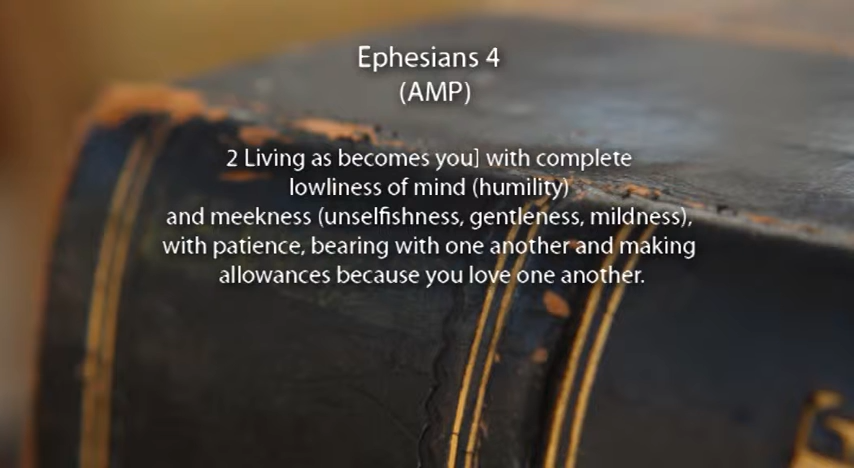 Ephesians 4
(AMP)
2 Living as becomes you] with complete
lowliness of mind (humility)
and meekness (unselfishness, gentleness, mildness),
with patience, bearing with one another and making
allowances because you love one another.